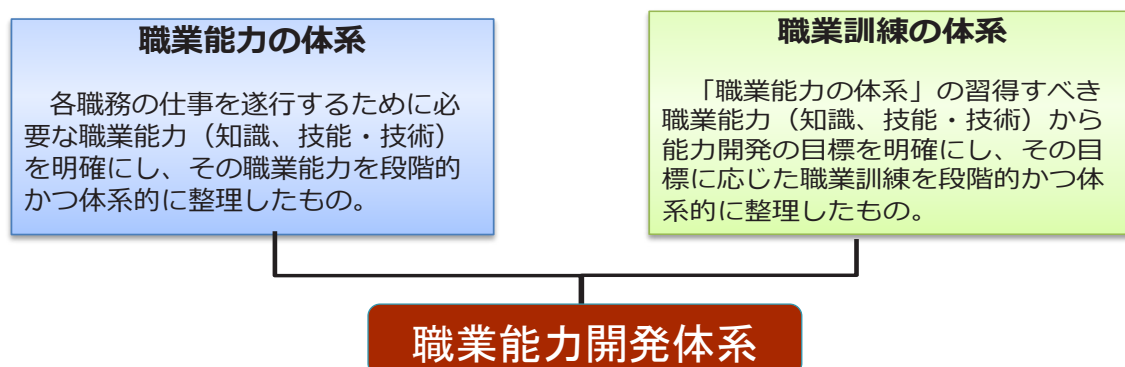 職業能力の体系
各職務の仕事を遂行するために必
要な職業能力（知識、技能・技術）
を明確にし、その職業能力を段階的
かつ体系的に整理したもの。
職業訓練の体系
「職業能力の体系」の習得すべき
職業能力（知識、技能・技術）から
能力開発の目標を明確にし、その目
標に応じた職業訓練を段階的かつ体
系的に整理したもの。
職業能力開発体系